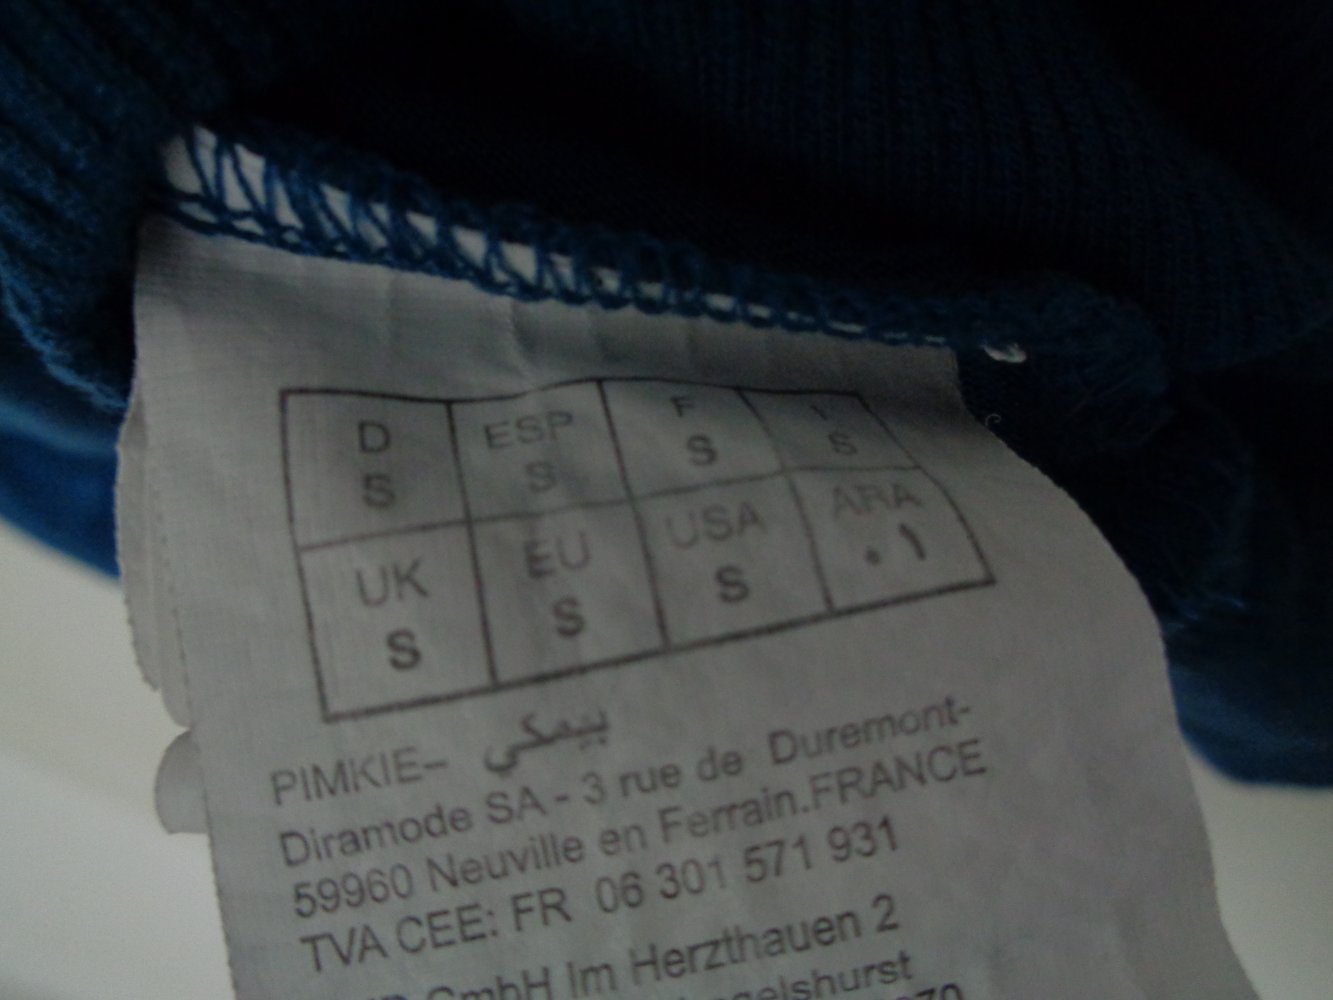 D ESP F I
S S S S
UK EU USA ARA
S S S ٠١
PIMKIE– بيمكي
Diramode SA - 3 rue de Duremont-
59960 Neuville en Ferrain.FRANCE
TVA CEE: FR 06 301 571 931
GmbH Im Herzthauen 2